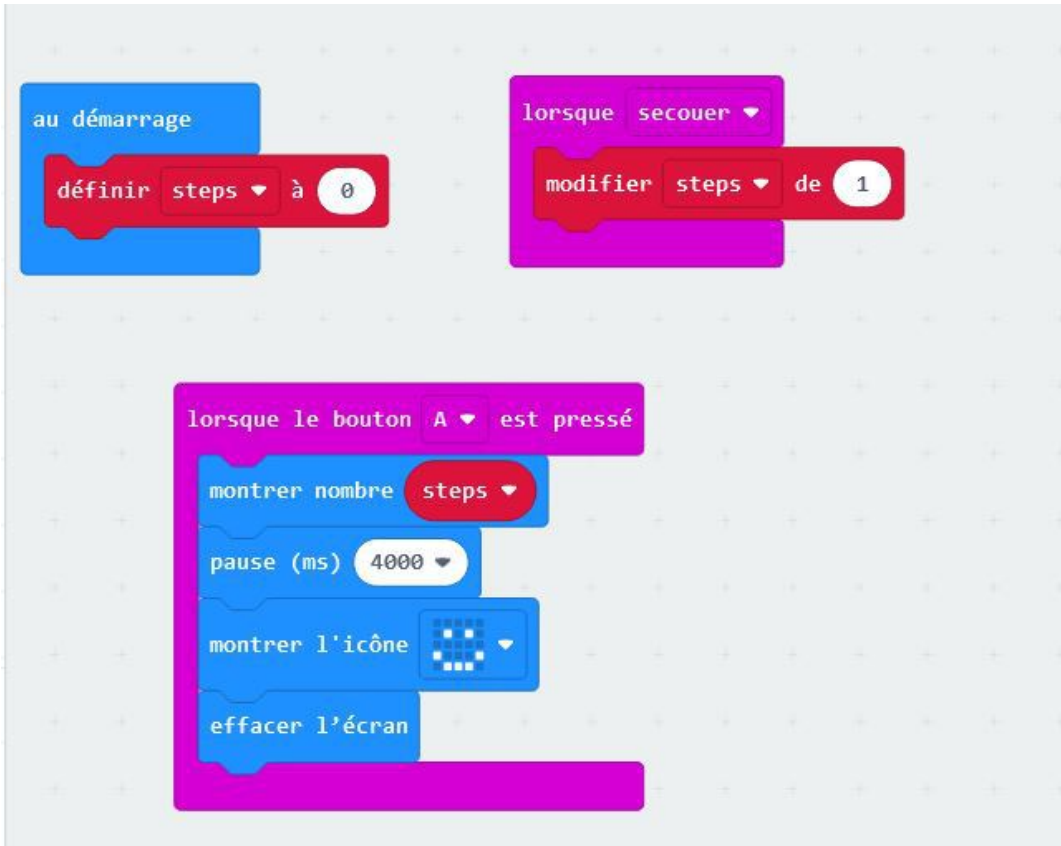 au démarrage
définir steps à 0
lorsque secouer
modifier steps de 1
lorsque le bouton A est pressé
montrer nombre steps
pause (ms) 4000
montrer l'icône
effacer l’écran